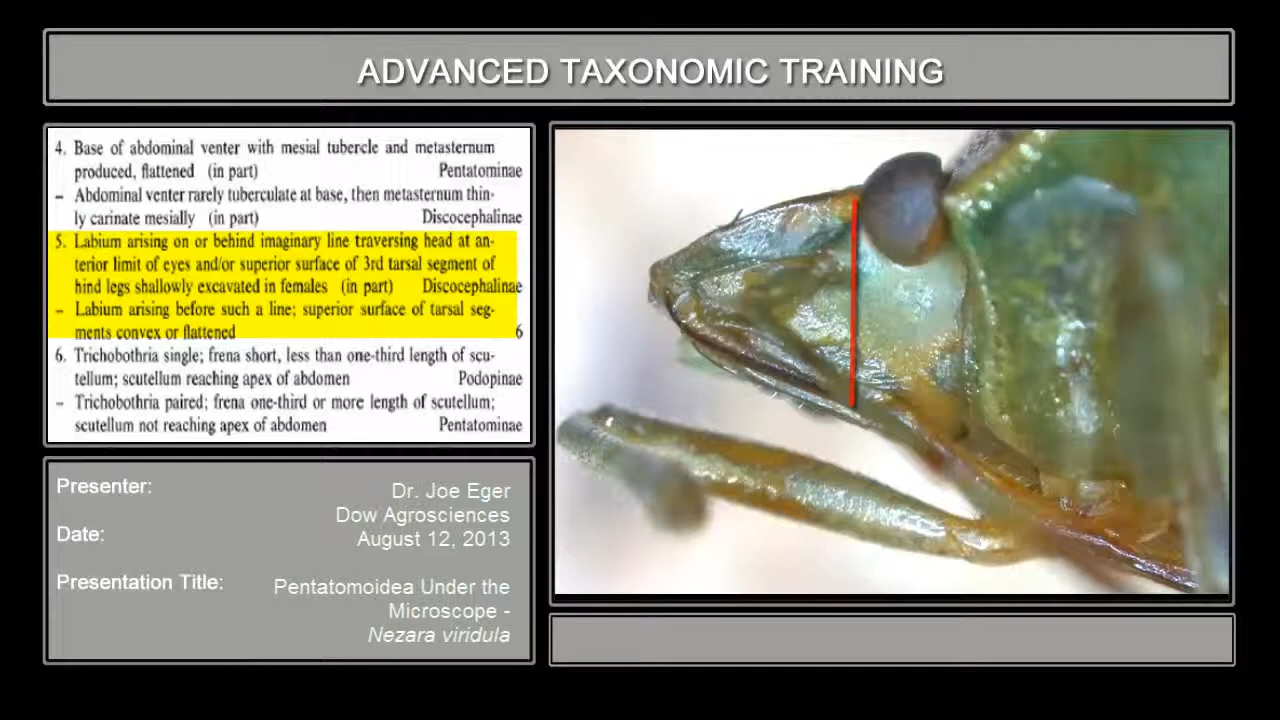 ADVANCED TAXONOMIC TRAINING
4. Base of abdominal venter with mesial tubercle and metasternum
produced, flattened (in part) Pentatominae
– Abdominal venter rarely tuberculate at base, then metasternum thin-
ly carinate mesially (in part) Discocephalinae
5. Labium arising on or behind imaginary line traversing head at an-
terior limit of eyes and/or superior surface of 3rd tarsal segment of
hind legs shallowly excavated in females (in part) Discocephalinae
– Labium arising before such a line; superior surface of tarsal seg-
ments convex or flattened 6
6. Trichobothria single; frena short, less than one-third length of scu-
tellum; scutellum reaching apex of abdomen Podopinae
– Trichobothria paired; frena one-third or more length of scutellum;
scutellum not reaching apex of abdomen Pentatominae
Presenter: Dr. Joe Eger
Dow Agrosciences
Date: August 12, 2013
Presentation Title: Pentatomoidea Under the
Microscope -
Nezara viridula